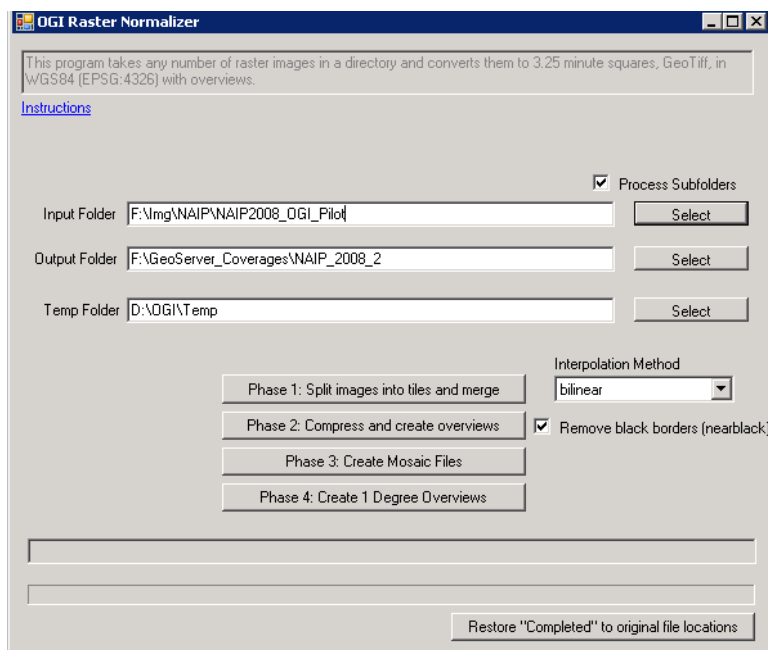 OGI Raster Normalizer
This program takes any number of raster images in a directory and converts them to 3.25 minute squares, GeoTiff, in
WGS84 (EPSG:4326) with overviews.
Instructions
Process Subfolders
Input Folder F:\Img\NAIP\NAIP2008_OGI_Pilot Select
Output Folder F:\GeoServer_Coverages\NAIP_2008_2 Select
Temp Folder D:\OGI\Temp Select
Interpolation Method
Phase 1: Split images into tiles and merge bilinear
Phase 2: Compress and create overviews Remove black borders (nearblack)
Phase 3: Create Mosaic Files
Phase 4: Create 1 Degree Overviews
Restore "Completed" to original file locations